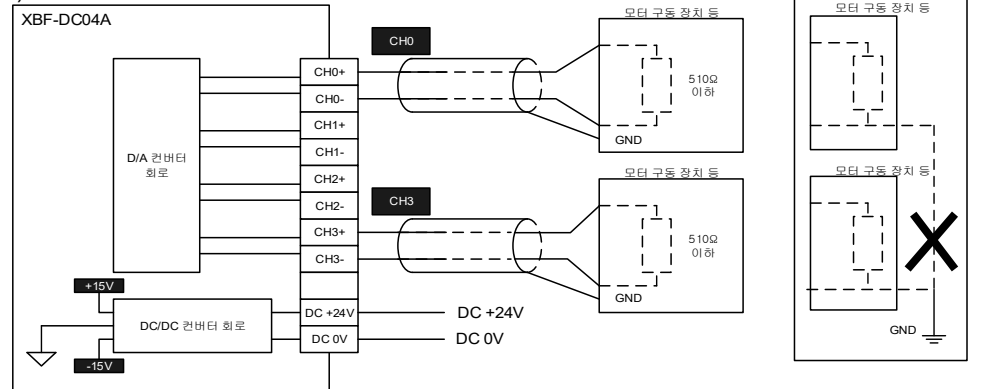 XBF-DC04A
모터 구동 장치 등
모터 구동 장치 등
CH0
CH0+
510Ω
이하
CH0-
CH1+
GND
D/A 컨버터
회로
CH1-
CH2+
모터 구동 장치 등
모터 구동 장치 등
CH2-
CH3
CH3+
510Ω
이하
CH3-
+15V
GND
DC/DC 컨버터 회로
DC +24V
DC +24V
DC 0V
DC 0V
GND
-15V